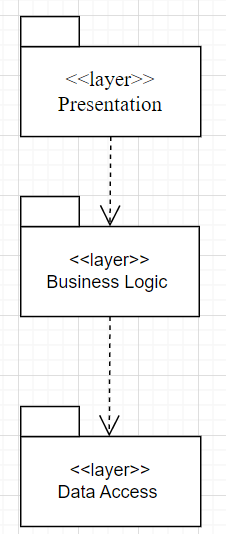 <<layer>>
Presentation
<<layer>>
Business Logic
<<layer>>
Data Access